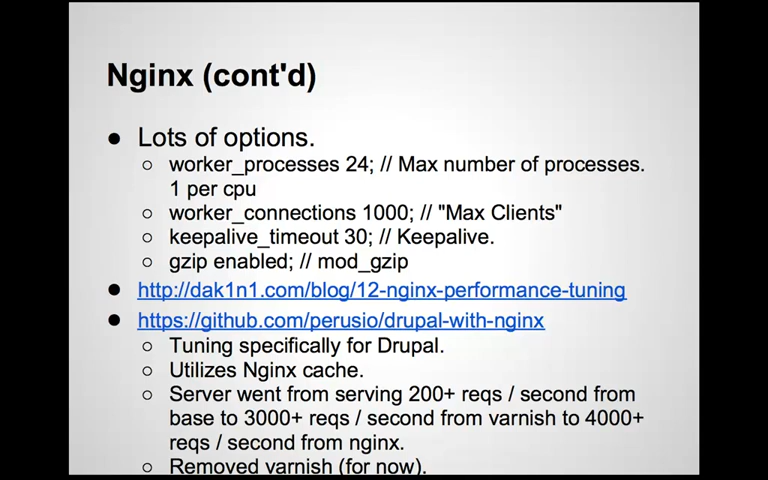 Nginx (cont'd)
● Lots of options.
○ worker_processes 24; // Max number of processes.
1 per cpu
○ worker_connections 1000; // "Max Clients"
○ keepalive_timeout 30; // Keepalive.
○ gzip enabled; // mod_gzip
● http://dak1n1.com/blog/12-nginx-performance-tuning
● https://github.com/perusio/drupal-with-nginx
○ Tuning specifically for Drupal.
○ Utilizes Nginx cache.
○ Server went from serving 200+ reqs / second from
base to 3000+ reqs / second from varnish to 4000+
reqs / second from nginx.
○ Removed varnish (for now).